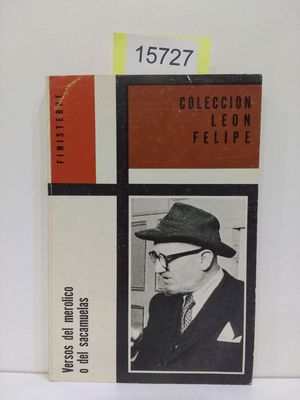 15727
FINISTERRE
COLECCION
LEON
FELIPE
Versos del merolico
o del sacamuelas